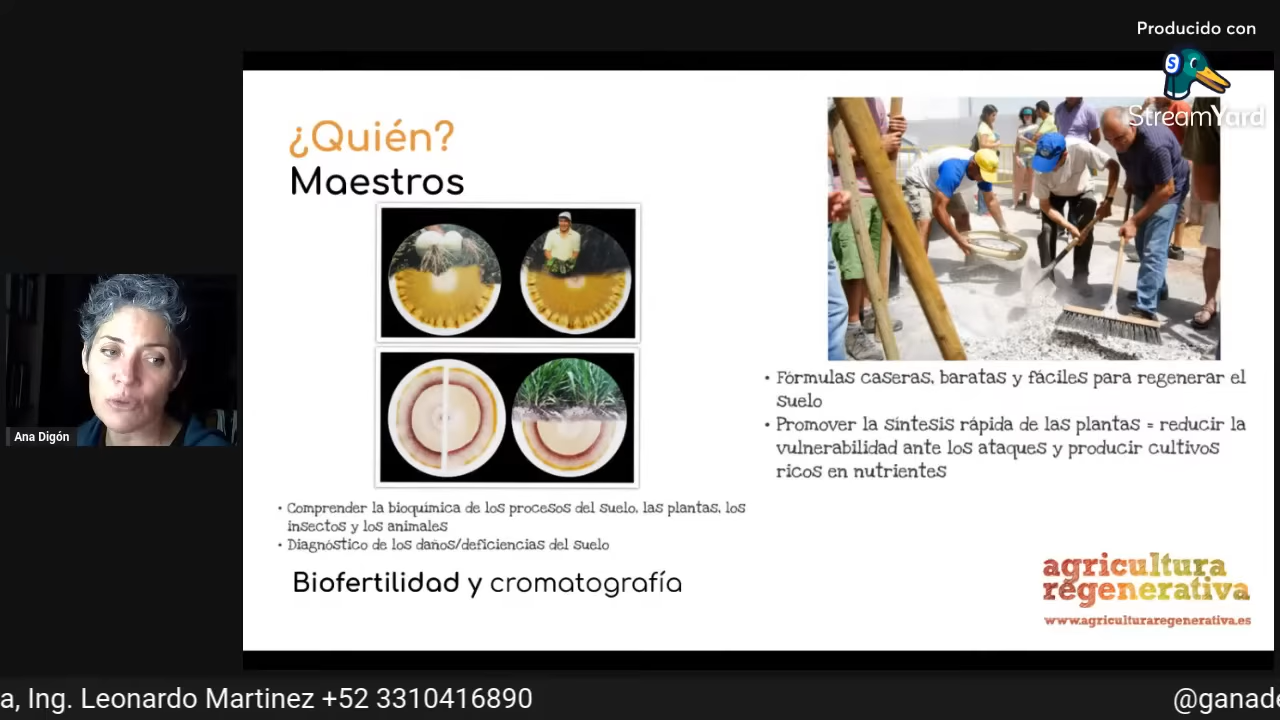 Producido con
S
StreamYard
¿Quién?
Maestros
Ana Digón
• Fórmulas caseras, baratas y fáciles para regenerar el
suelo
• Promover la síntesis rápida de las plantas = reducir la
vulnerabilidad ante los ataques y producir cultivos
ricos en nutrientes
• Comprender la bioquímica de los procesos del suelo, las plantas, los
insectos y los animales
• Diagnóstico de los daños/deficiencias del suelo
Biofertilidad y cromatografía
agricultura
regenerativa
www.agriculturaregenerativa.es
a, Ing. Leonardo Martinez +52 3310416890
@ganade